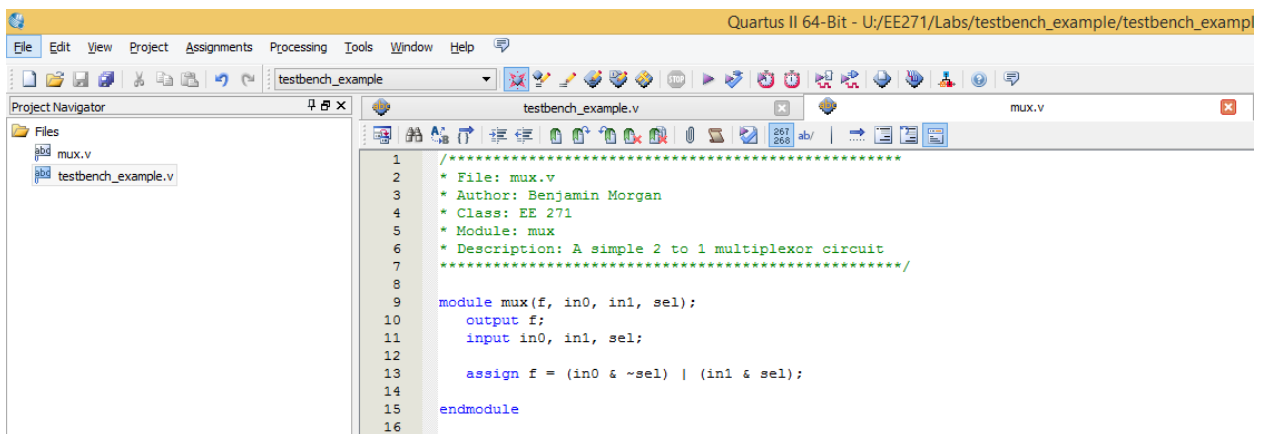 Quartus II 64-Bit - U:/EE271/Labs/testbench_example/testbench_exampl
File Edit View Project Assignments Processing Tools Window Help
testbench_example
Project Navigator
testbench_example.v
mux.v
Files
mux.v
testbench_example.v
267
268
ab/
1 /****************************************************
2 * File: mux.v
3 * Author: Benjamin Morgan
4 * Class: EE 271
5 * Module: mux
6 * Description: A simple 2 to 1 multiplexor circuit
7 ****************************************************/
8
9 module mux(f, in0, in1, sel);
10 output f;
11 input in0, in1, sel;
12
13 assign f = (in0 & ~sel) | (in1 & sel);
14
15 endmodule
16